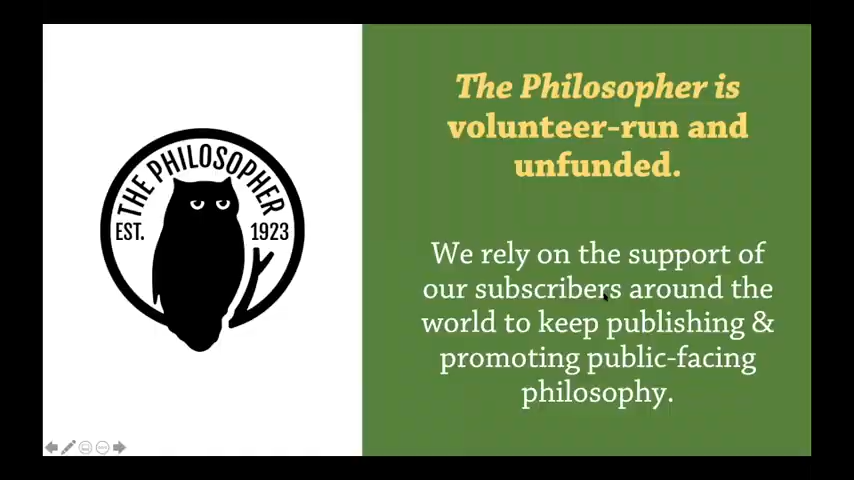 THE PHILOSOPHER
EST. 1923
The Philosopher is
volunteer-run and
unfunded.
We rely on the support of
our subscribers around the
world to keep publishing &
promoting public-facing
philosophy.